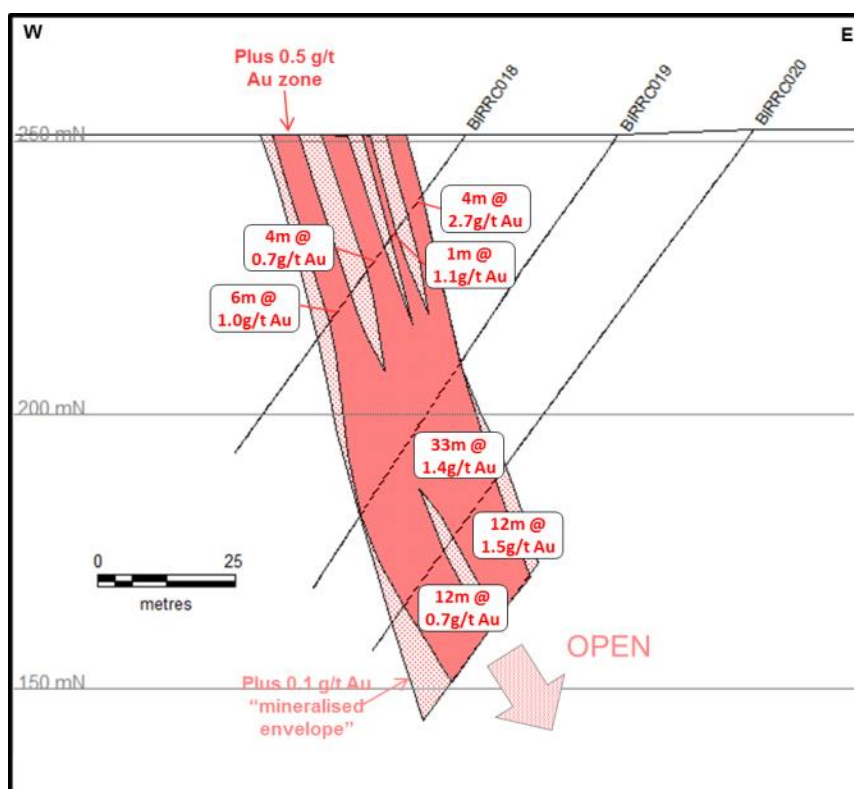 W
E
Plus 0.5 g/t
Au zone
BIRRC018
BIRRC019
BIRRC020
250 mN
4m @
2.7g/t Au
4m @
0.7g/t Au
1m @
1.1g/t Au
6m @
1.0g/t Au
200 mN
33m @
1.4g/t Au
12m @
1.5g/t Au
0
25
metres
12m @
0.7g/t Au
OPEN
150 mN
Plus 0.1 g/t Au
“mineralised
envelope”